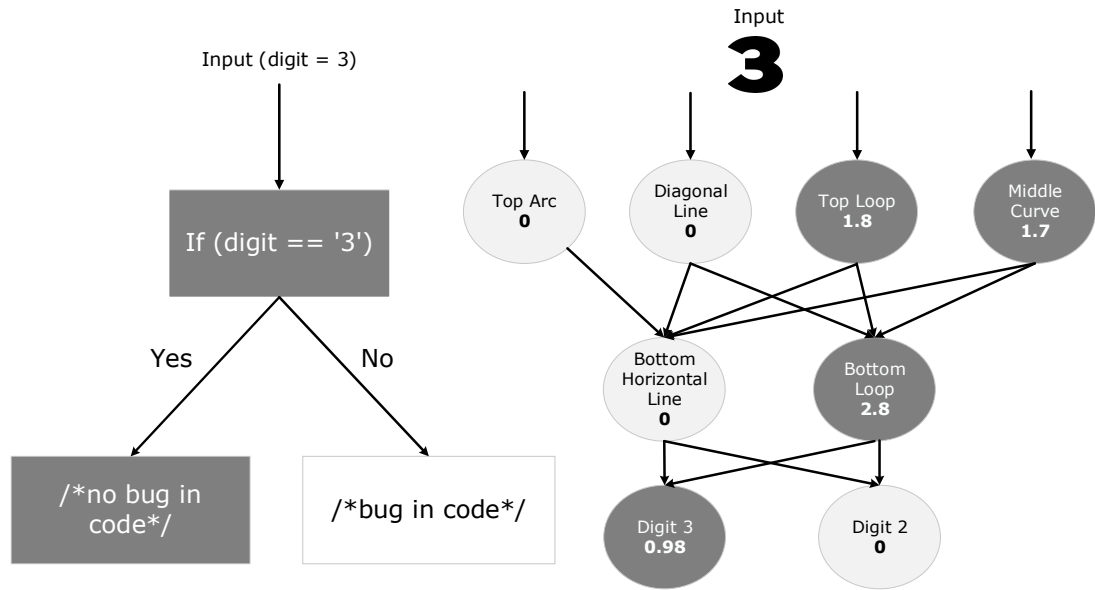 Input (digit = 3)
If (digit == '3')
Yes
No
/*no bug in
code*/
/*bug in code*/
Input
3
Top Arc
0
Diagonal
Line
0
Top Loop
1.8
Middle
Curve
1.7
Bottom
Horizontal
Line
0
Bottom
Loop
2.8
Digit 3
0.98
Digit 2
0